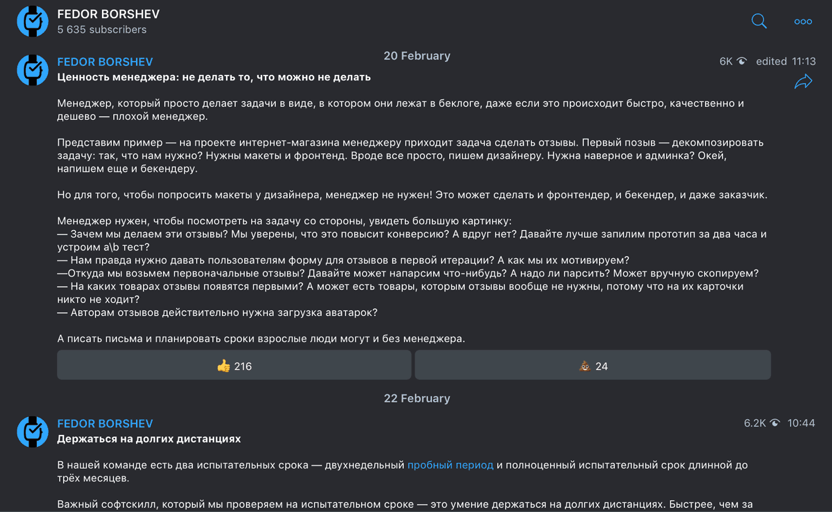 FEDOR BORSHEV
5 635 subscribers
20 February
FEDOR BORSHEV
6K edited 11:13
Ценность менеджера: не делать то, что можно не делать
Менеджер, который просто делает задачи в виде, в котором они лежат в беклоге, даже если это происходит быстро, качественно и
дешево — плохой менеджер.
Представим пример — на проекте интернет-магазина менеджеру приходит задача сделать отзывы. Первый позыв — декомпозировать
задачу: так, что нам нужно? Нужны макеты и фронтенд. Вроде все просто, пишем дизайнеру. Нужна наверное и админка? Окей,
напишем еще и бекендеру.
Но для того, чтобы попросить макеты у дизайнера, менеджер не нужен! Это может сделать и фронтендер, и бекендер, и даже заказчик.
Менеджер нужен, чтобы посмотреть на задачу со стороны, увидеть большую картинку:
— Зачем мы делаем эти отзывы? Мы уверены, что это повысит конверсию? А вдруг нет? Давайте лучше запилим прототип за два часа и
устроим a\b тест?
— Нам правда нужно давать пользователям форму для отзывов в первой итерации? А как мы их мотивируем?
—Откуда мы возьмем первоначальные отзывы? Давайте может напарсим что-нибудь? А надо ли парсить? Может вручную скопируем?
— На каких товарах отзывы появятся первыми? А может есть товары, которым отзывы вообще не нужны, потому что на их карточки
никто не ходит?
— Авторам отзывов действительно нужна загрузка аватарок?
А писать письма и планировать сроки взрослые люди могут и без менеджера.
👍 216
💩 24
22 February
FEDOR BORSHEV
6.2K 10:44
Держаться на долгих дистанциях
В нашей команде есть два испытательных срока — двухнедельный пробный период и полноценный испытательный срок длинной до
трёх месяцев.
Важный софтскилл, который мы проверяем на испытательном сроке — это умение держаться на долгих дистанциях. Быстрее, чем за